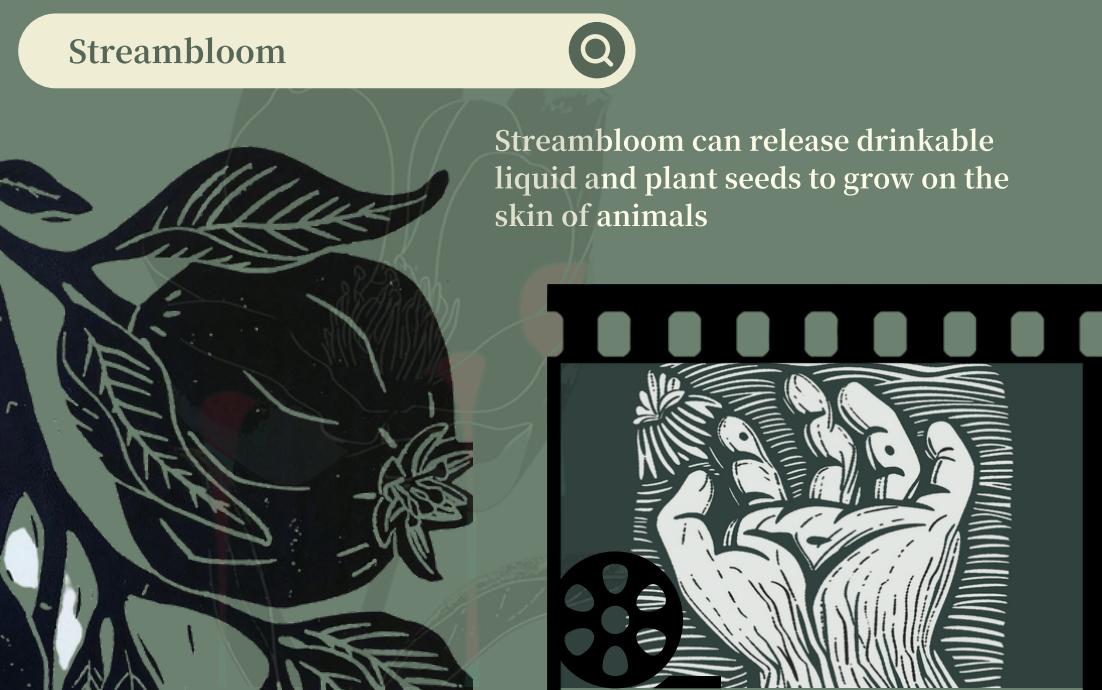 Streambloom
Streambloom can release drinkable
liquid and plant seeds to grow on the
skin of animals